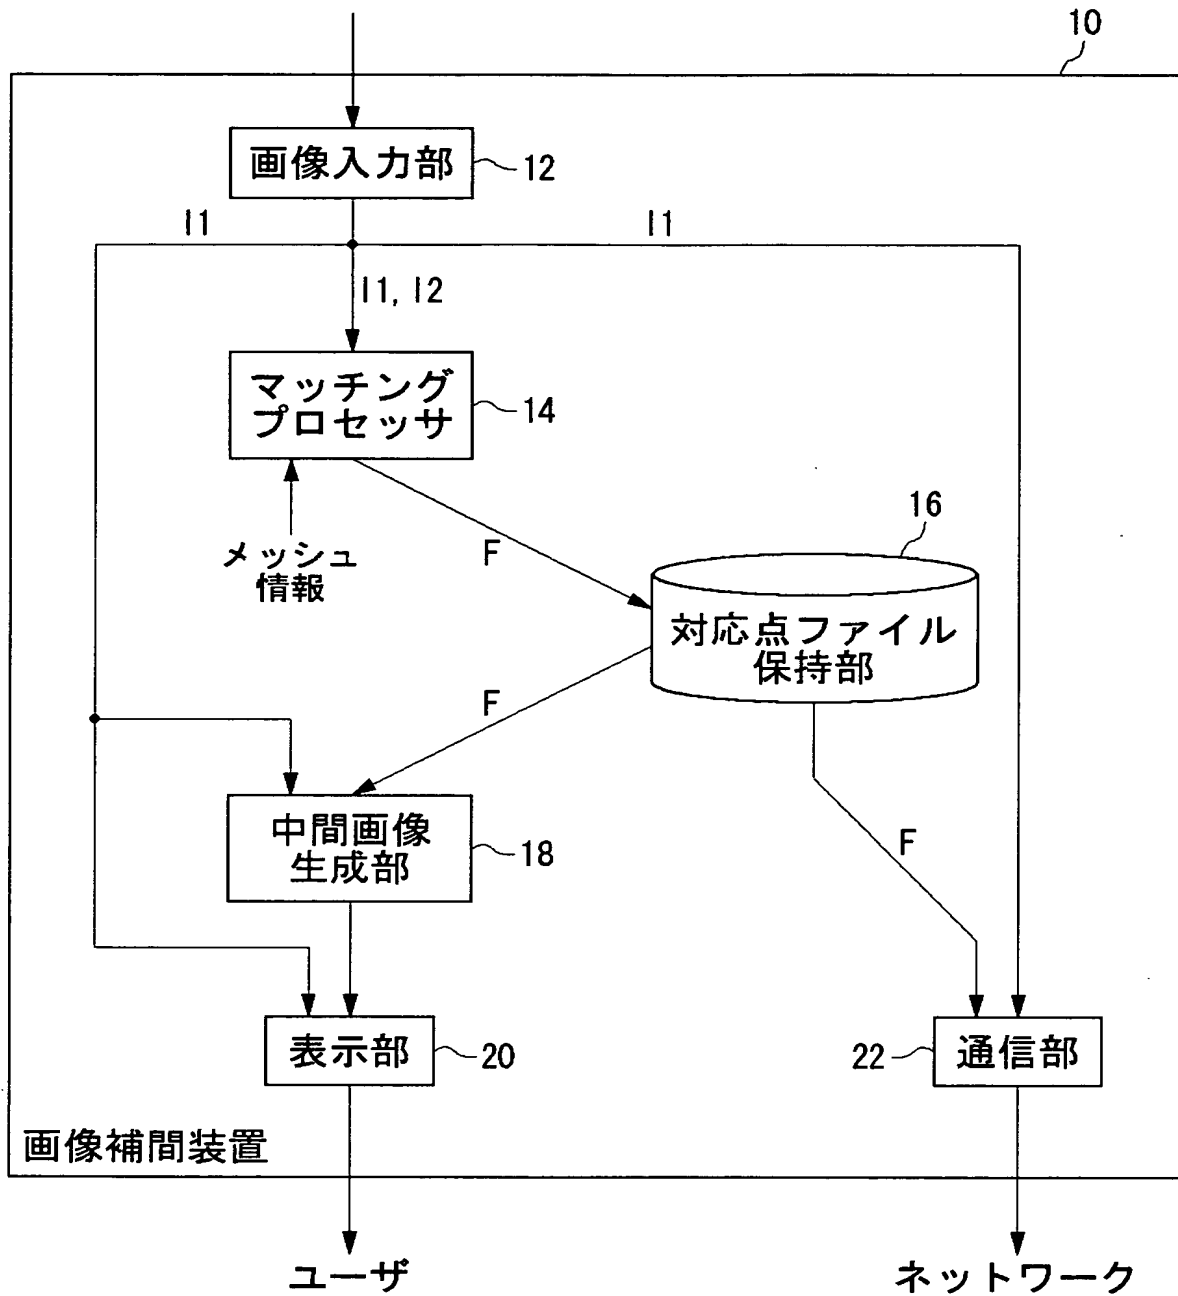 10
画像入力部
12
I1
I1
I1, I2
マッチング
プロセッサ
14
メッシュ
情報
F
16
対応点ファイル
保持部
F
中間画像
生成部
18
F
表示部
20
22
通信部
画像補間装置
ユーザ
ネットワーク